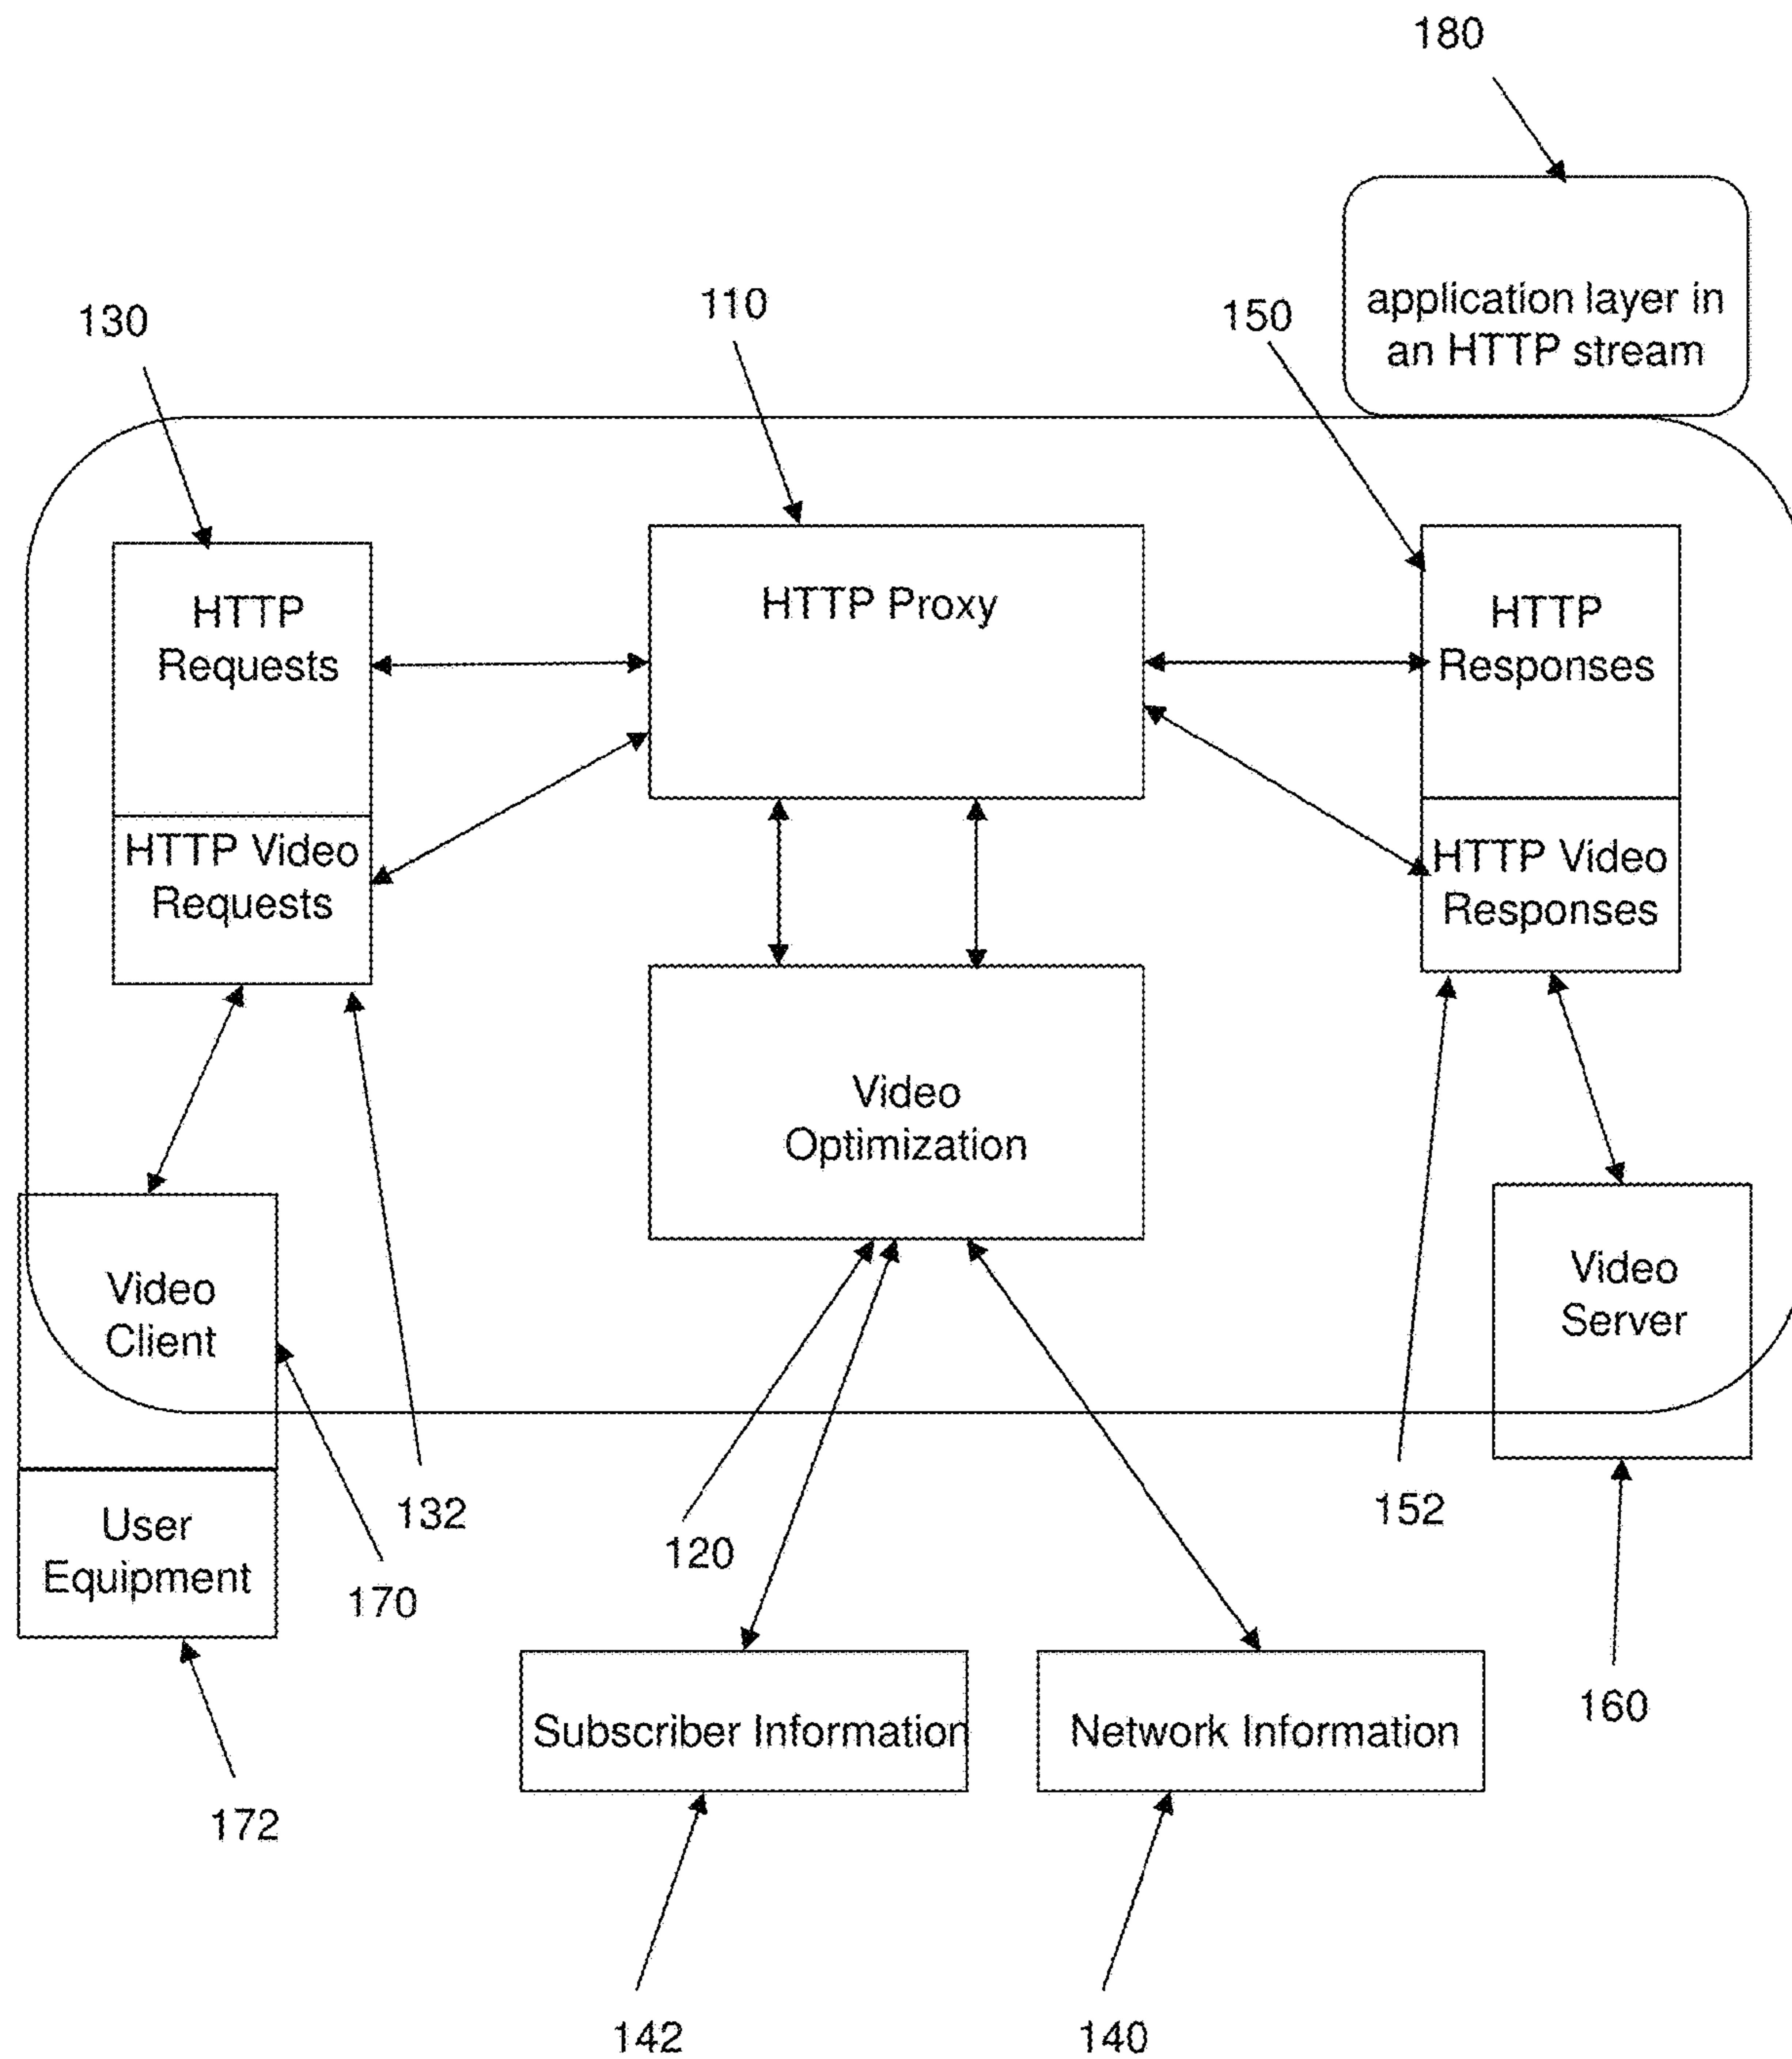 180
application layer in
an HTTP stream
130
110
150
HTTP
Requests
HTTP Proxy
HTTP
Responses
HTTP Video
Requests
HTTP Video
Responses
Video
Optimization
Video
Client
Video
Server
User
Equipment
132
170
120
152
160
Subscriber Information
Network Information
172
142
140